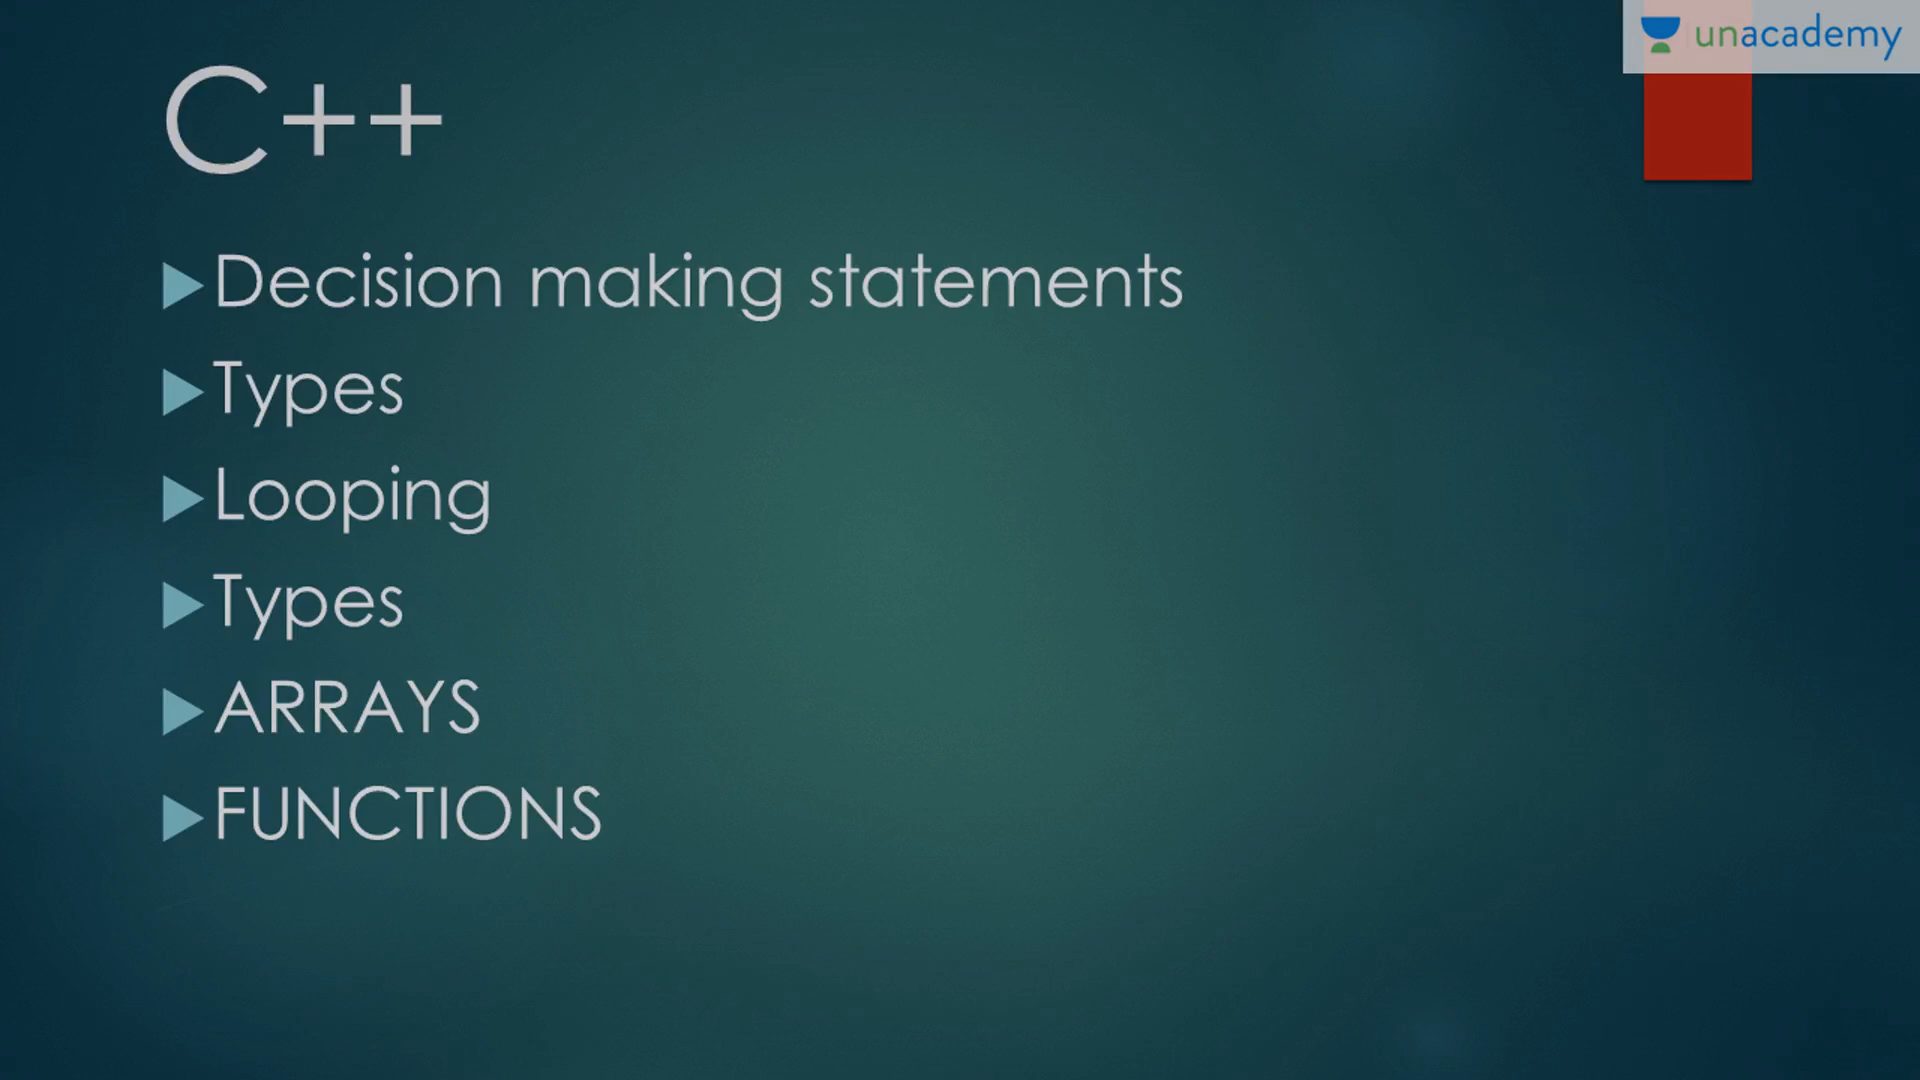 unacademy
C++
Decision making statements
Types
Looping
Types
ARRAYS
FUNCTIONS